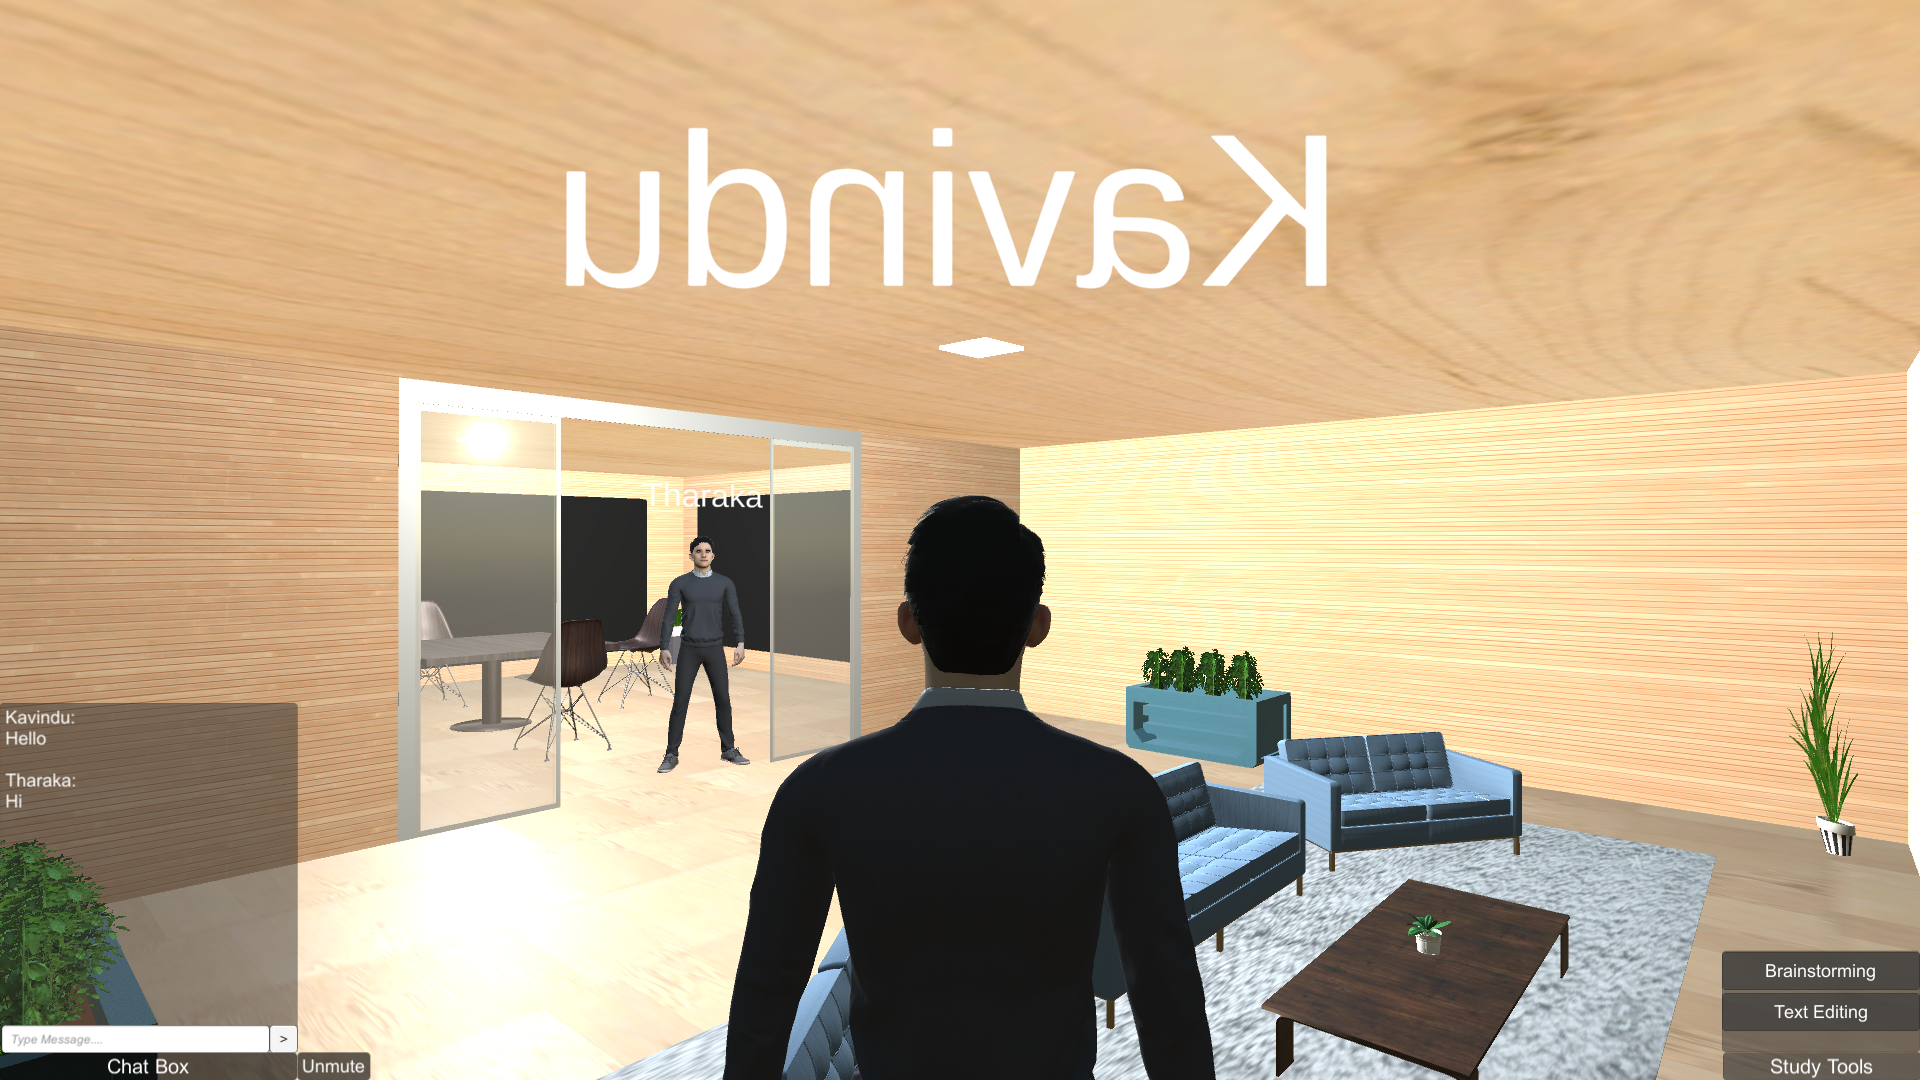 Kavindu
Tharaka
Kavindu:
Hello
Tharaka:
Hi
Type Message....
>
Chat Box
Unmute
Brainstorming
Text Editing
Study Tools